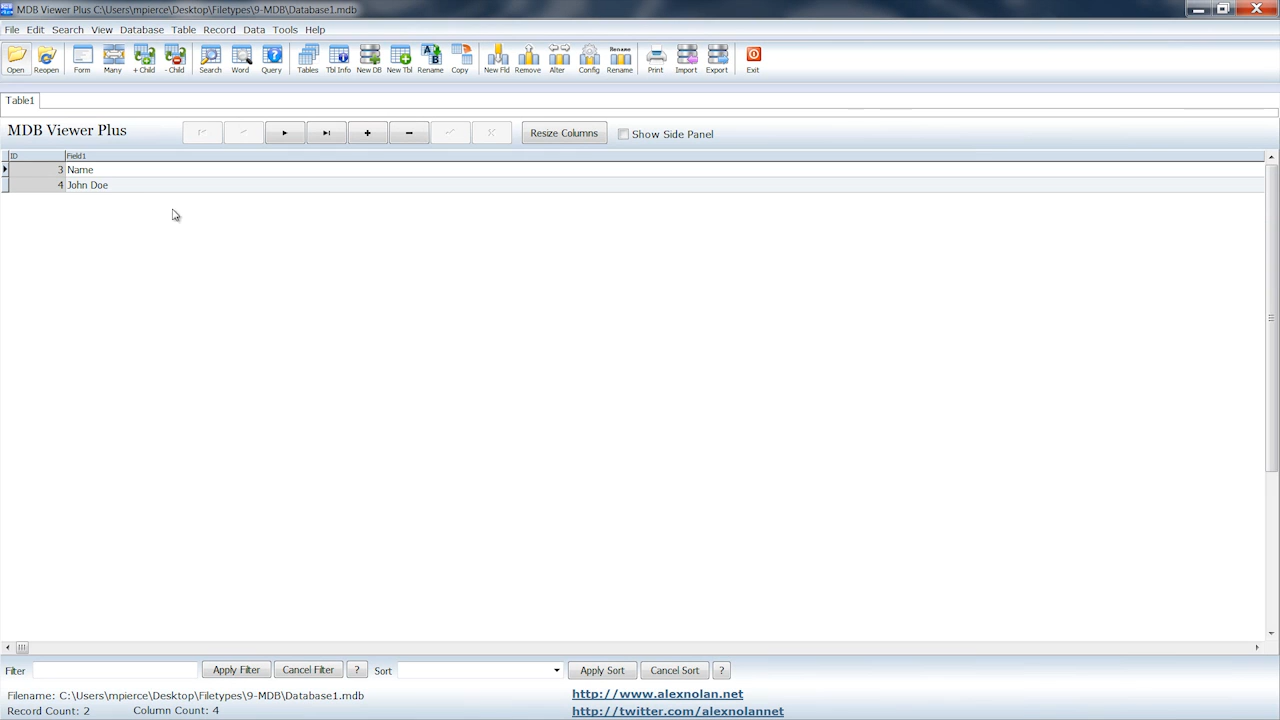 MDB Viewer Plus C:\Users\mpierce\Desktop\Filetypes\9-MDB\Database1.mdb
File Edit Search View Database Table Record Data Tools Help
Open Reopen Form Many + Child - Child Search Word Query Tables Tbl Info New DB New Tbl Rename Copy New Fld Remove Alter Config Rename Print Import Export Exit
Table1
MDB Viewer Plus Resize Columns Show Side Panel
ID Field1
3 Name
4 John Doe
Filter Apply Filter Cancel Filter ? Sort Apply Sort Cancel Sort ?
Filename: C:\Users\mpierce\Desktop\Filetypes\9-MDB\Database1.mdb http://www.alexnolan.net
Record Count: 2 Column Count: 4 http://twitter.com/alexnolannet